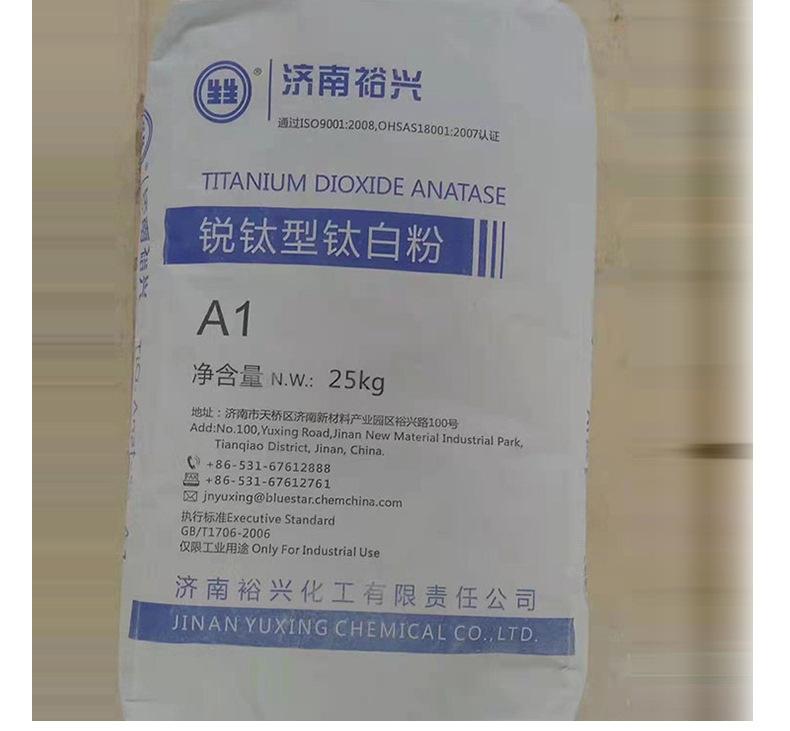 ®
济南裕兴
通过ISO9001:2008,OHSAS18001:2007认证
TITANIUM DIOXIDE ANATASE
锐钛型钛白粉
A1
净含量 N.W.: 25kg
地址：济南市天桥区济南新材料产业园区裕兴路100号
Add:No.100,Yuxing Road,Jinan New Material Industrial Park,
Tianqiao District, Jinan, China.
+86-531-67612888
FAX +86-531-67612761
jnyuxing@bluestar.chemchina.com
执行标准Executive Standard
GB/T1706-2006
仅限工业用途 Only For Industrial Use
济南裕兴化工有限责任公司
JINAN YUXING CHEMICAL CO.,LTD.